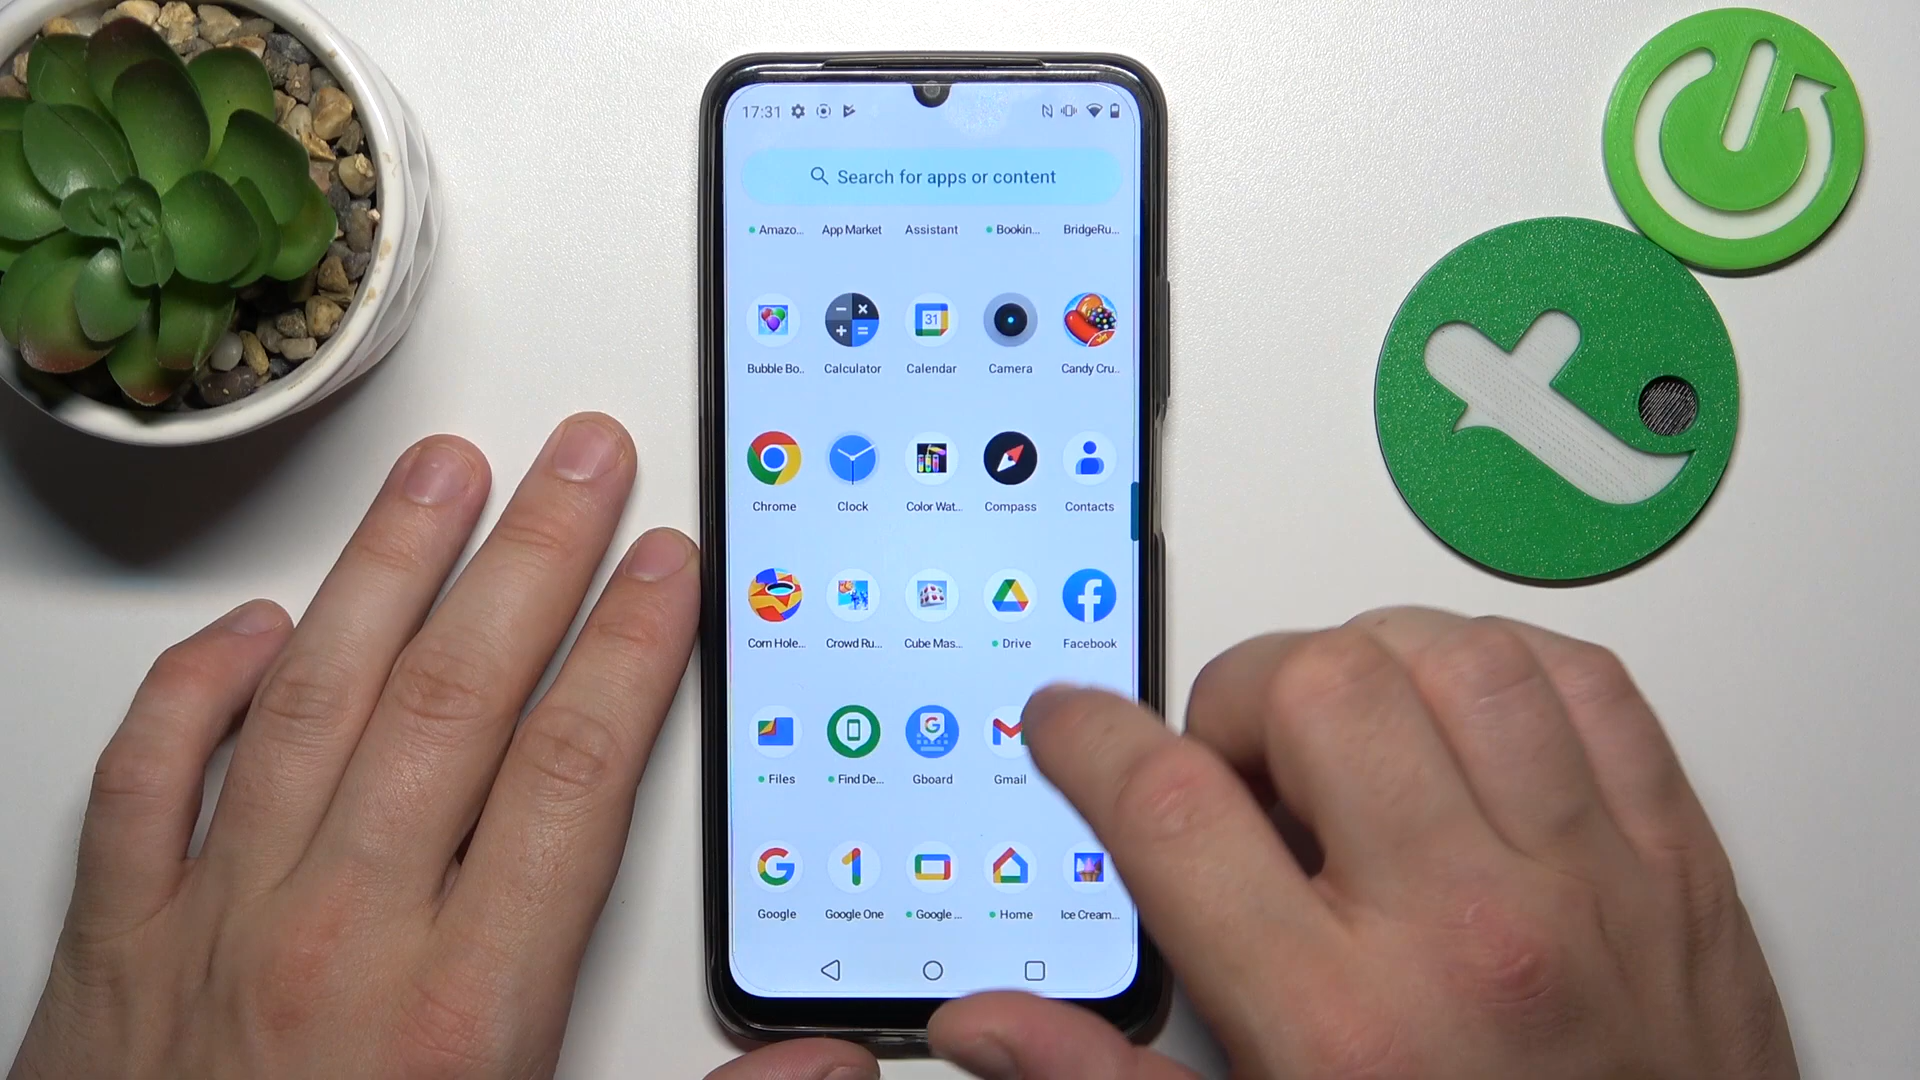 17:31
Search for apps or content
Amazo... App Market Assistant Bookin... BridgeRu...
31
Bubble Bo.. Calculator Calendar Camera Candy Cru..
Chrome Clock Color Wat... Compass Contacts
Corn Hole... Crowd Ru... Cube Mas... Drive Facebook
Files Find De... Gboard Gmail
Google Google One Google ... Home Ice Cream...